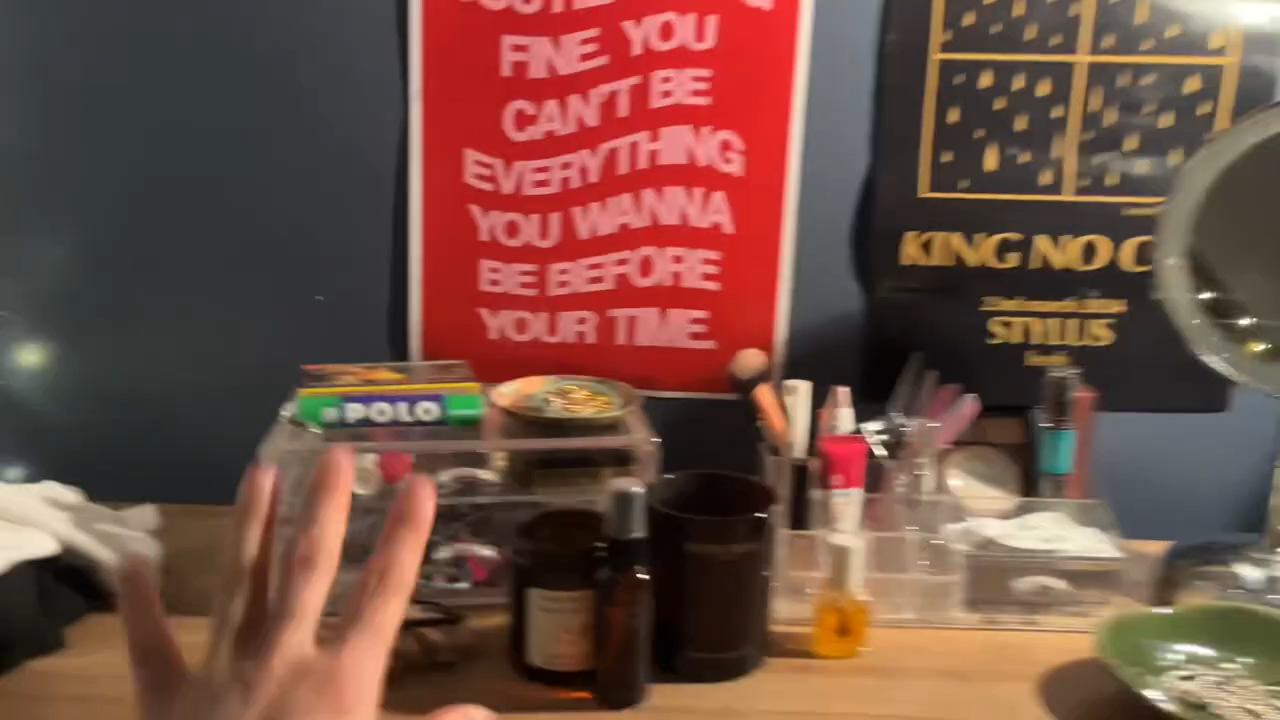 FINE. YOU
CAN'T BE
EVERYTHING
YOU WANNA
BE BEFORE
YOUR TIME.
POLO
KING NO
STYLUS